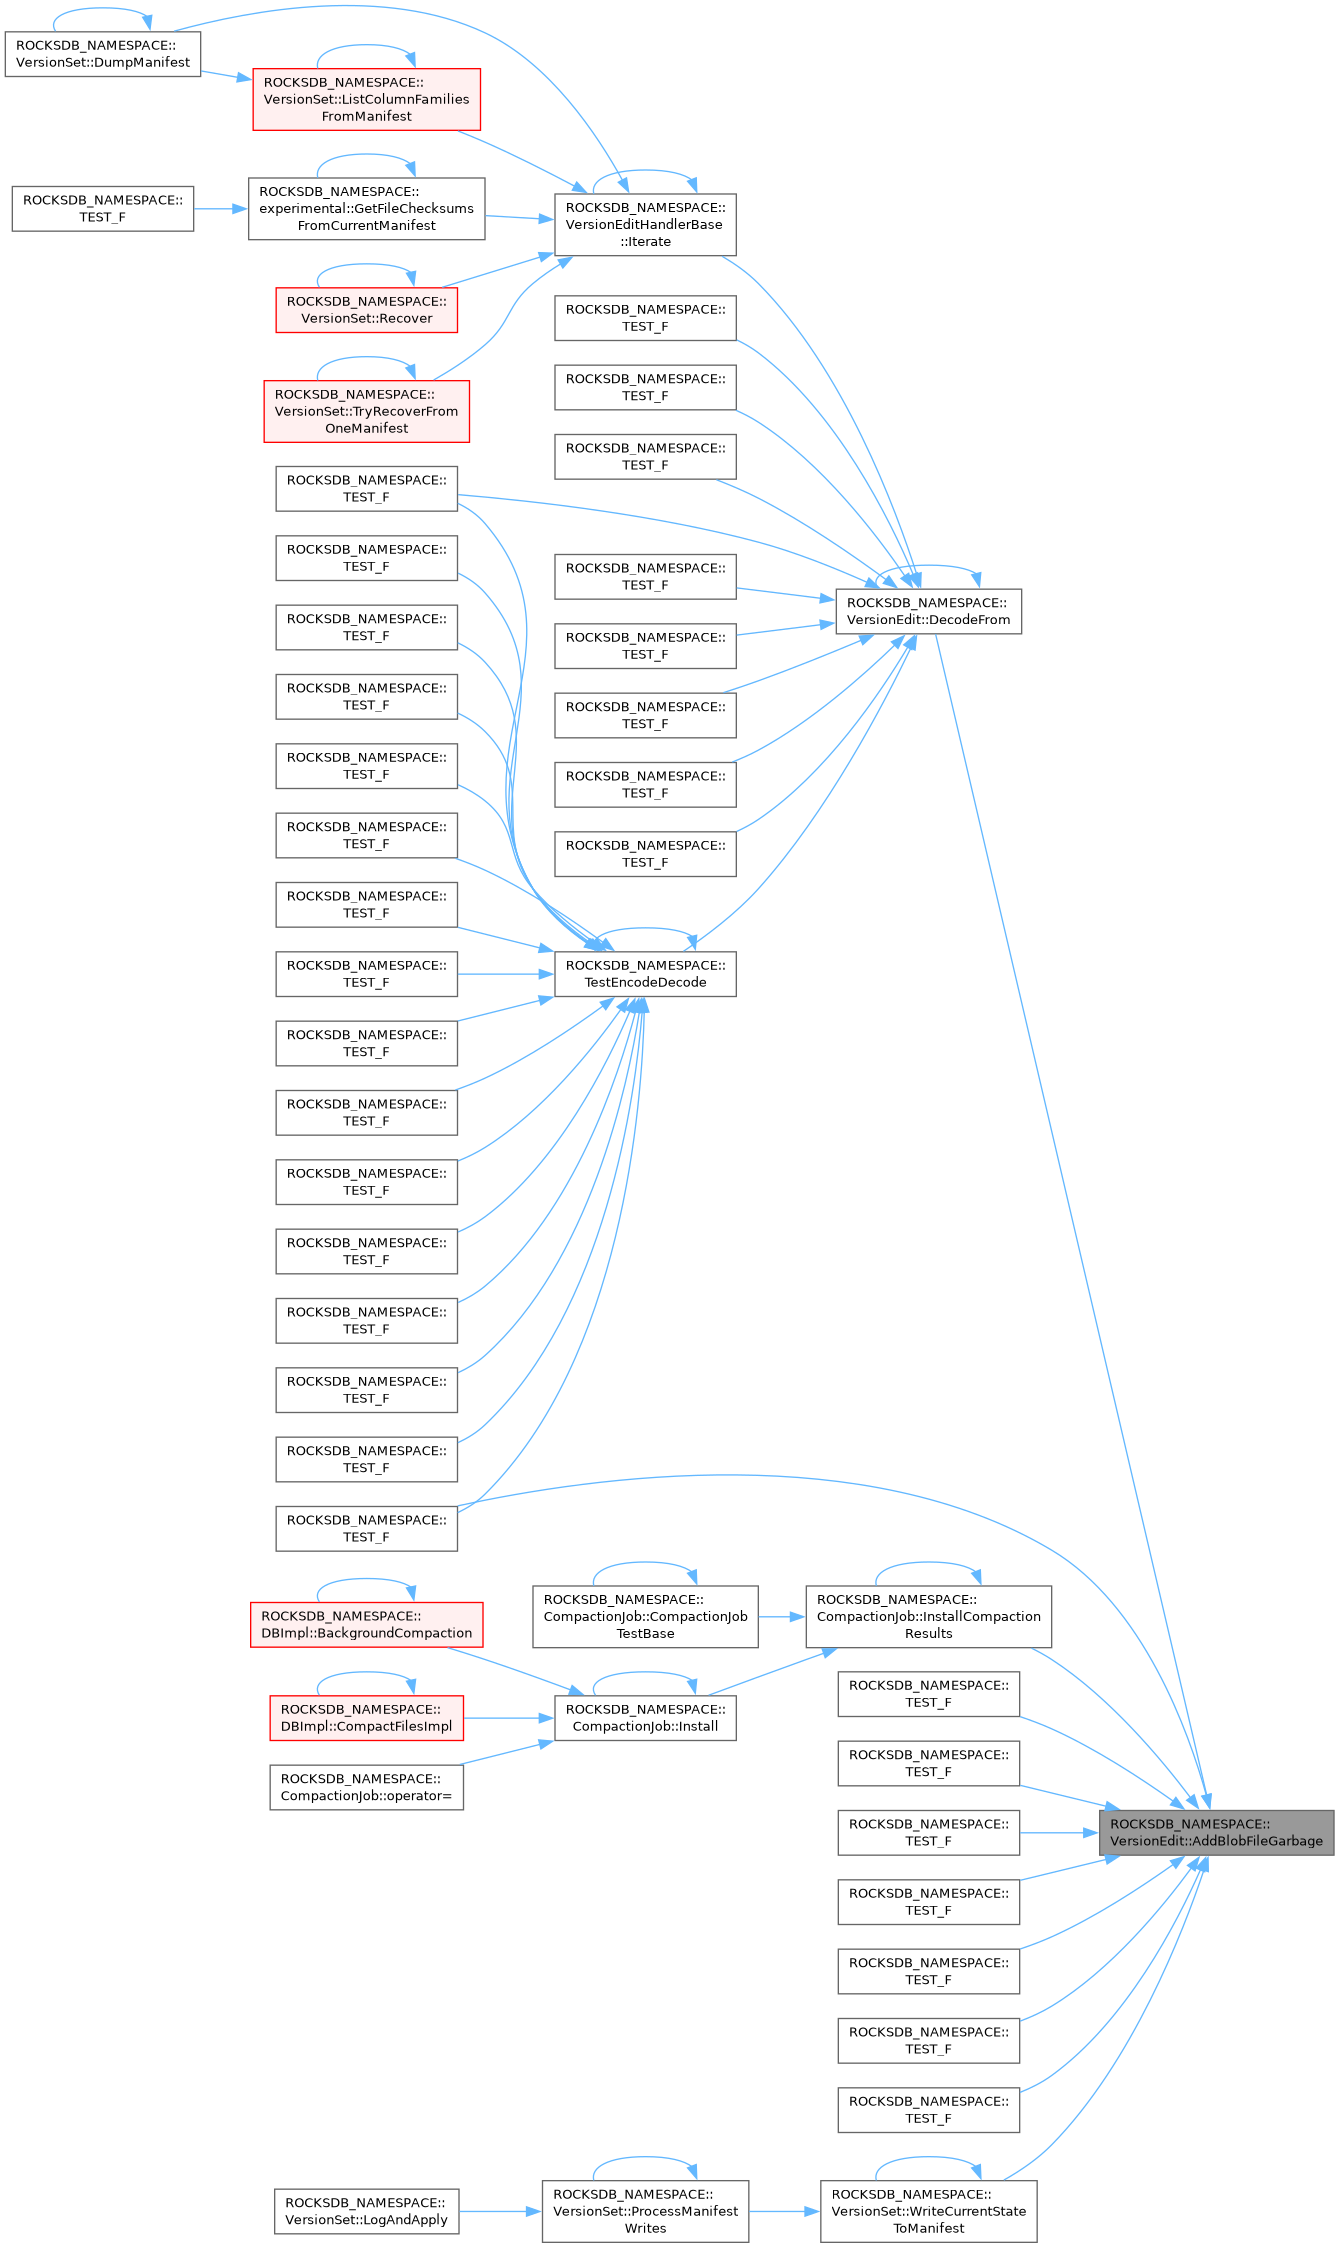 ROCKSDB_NAMESPACE::
VersionSet::DumpManifest
ROCKSDB_NAMESPACE::
VersionSet::ListColumnFamilies
FromManifest
ROCKSDB_NAMESPACE::
TEST_F
ROCKSDB_NAMESPACE::
experimental::GetFileChecksums
FromCurrentManifest
ROCKSDB_NAMESPACE::
VersionEditHandlerBase
::Iterate
ROCKSDB_NAMESPACE::
VersionSet::Recover
ROCKSDB_NAMESPACE::
TEST_F
ROCKSDB_NAMESPACE::
VersionSet::TryRecoverFrom
OneManifest
ROCKSDB_NAMESPACE::
TEST_F
ROCKSDB_NAMESPACE::
TEST_F
ROCKSDB_NAMESPACE::
TEST_F
ROCKSDB_NAMESPACE::
TEST_F
ROCKSDB_NAMESPACE::
TEST_F
ROCKSDB_NAMESPACE::
VersionEdit::DecodeFrom
ROCKSDB_NAMESPACE::
TEST_F
ROCKSDB_NAMESPACE::
TEST_F
ROCKSDB_NAMESPACE::
TEST_F
ROCKSDB_NAMESPACE::
TEST_F
ROCKSDB_NAMESPACE::
TEST_F
ROCKSDB_NAMESPACE::
TEST_F
ROCKSDB_NAMESPACE::
TEST_F
ROCKSDB_NAMESPACE::
TEST_F
ROCKSDB_NAMESPACE::
TEST_F
ROCKSDB_NAMESPACE::
TEST_F
ROCKSDB_NAMESPACE::
TEST_F
ROCKSDB_NAMESPACE::
TestEncodeDecode
ROCKSDB_NAMESPACE::
TEST_F
ROCKSDB_NAMESPACE::
TEST_F
ROCKSDB_NAMESPACE::
TEST_F
ROCKSDB_NAMESPACE::
TEST_F
ROCKSDB_NAMESPACE::
TEST_F
ROCKSDB_NAMESPACE::
TEST_F
ROCKSDB_NAMESPACE::
TEST_F
ROCKSDB_NAMESPACE::
TEST_F
ROCKSDB_NAMESPACE::
DBImpl::BackgroundCompaction
ROCKSDB_NAMESPACE::
CompactionJob::CompactionJob
TestBase
ROCKSDB_NAMESPACE::
CompactionJob::InstallCompaction
Results
ROCKSDB_NAMESPACE::
DBImpl::CompactFilesImpl
ROCKSDB_NAMESPACE::
CompactionJob::Install
ROCKSDB_NAMESPACE::
TEST_F
ROCKSDB_NAMESPACE::
CompactionJob::operator=
ROCKSDB_NAMESPACE::
TEST_F
ROCKSDB_NAMESPACE::
TEST_F
ROCKSDB_NAMESPACE::
VersionEdit::AddBlobFileGarbage
ROCKSDB_NAMESPACE::
TEST_F
ROCKSDB_NAMESPACE::
TEST_F
ROCKSDB_NAMESPACE::
TEST_F
ROCKSDB_NAMESPACE::
TEST_F
ROCKSDB_NAMESPACE::
VersionSet::LogAndApply
ROCKSDB_NAMESPACE::
VersionSet::ProcessManifest
Writes
ROCKSDB_NAMESPACE::
VersionSet::WriteCurrentState
ToManifest